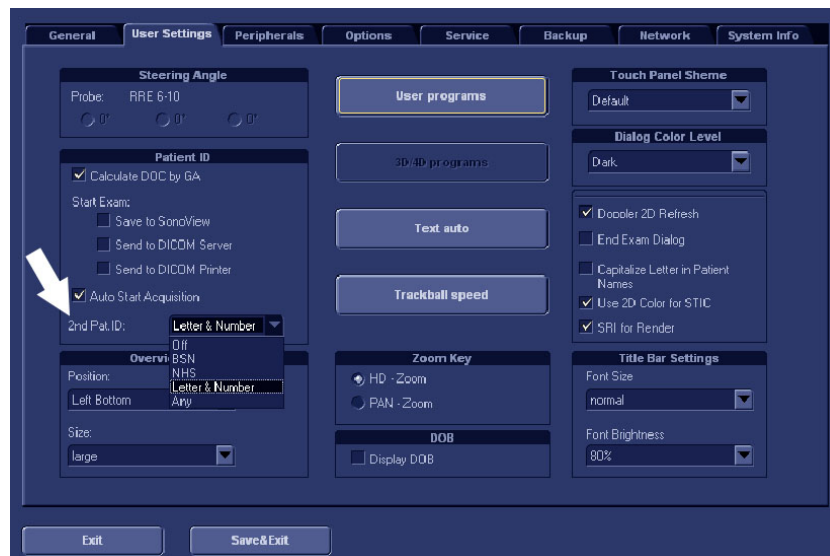 General User Settings Peripherals Options Service Backup Network System Info
Steering Angle
Probe: RRE 6-10
0° 0° 0°
Patient ID
Calculate DOC by GA
Start Exam:
Save to SonoView
Send to DICOM Server
Send to DICOM Printer
Auto Start Acquisition
2nd Pat.ID: Letter & Number
Off
BSN
NHS
Letter & Number
Any
Position:
Left Bottom
Size:
large
User programs
3D/4D programs
Text auto
Trackball speed
Zoom Key
HD - Zoom
PAN - Zoom
DOB
Display DOB
Touch Panel Sheme
Default
Dialog Color Level
Dark
Doppler 2D Refresh
End Exam Dialog
Capitalize Letter in Patient
Names
Use 2D Color for STIC
SRI for Render
Title Bar Settings
Font Size
normal
Font Brightness
80%
Exit Save&Exit